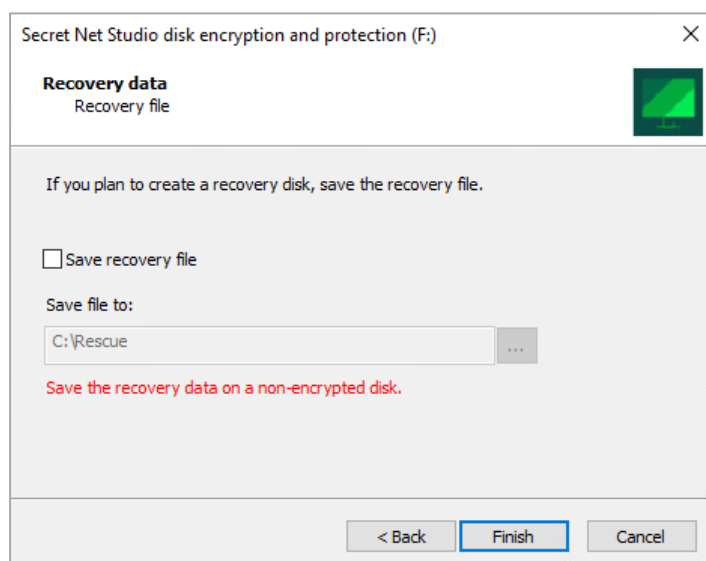 Secret Net Studio disk encryption and protection (F:)
Recovery data
Recovery file
If you plan to create a recovery disk, save the recovery file.
Save recovery file
Save file to:
C:\Rescue
...
Save the recovery data on a non-encrypted disk.
< Back
Finish
Cancel